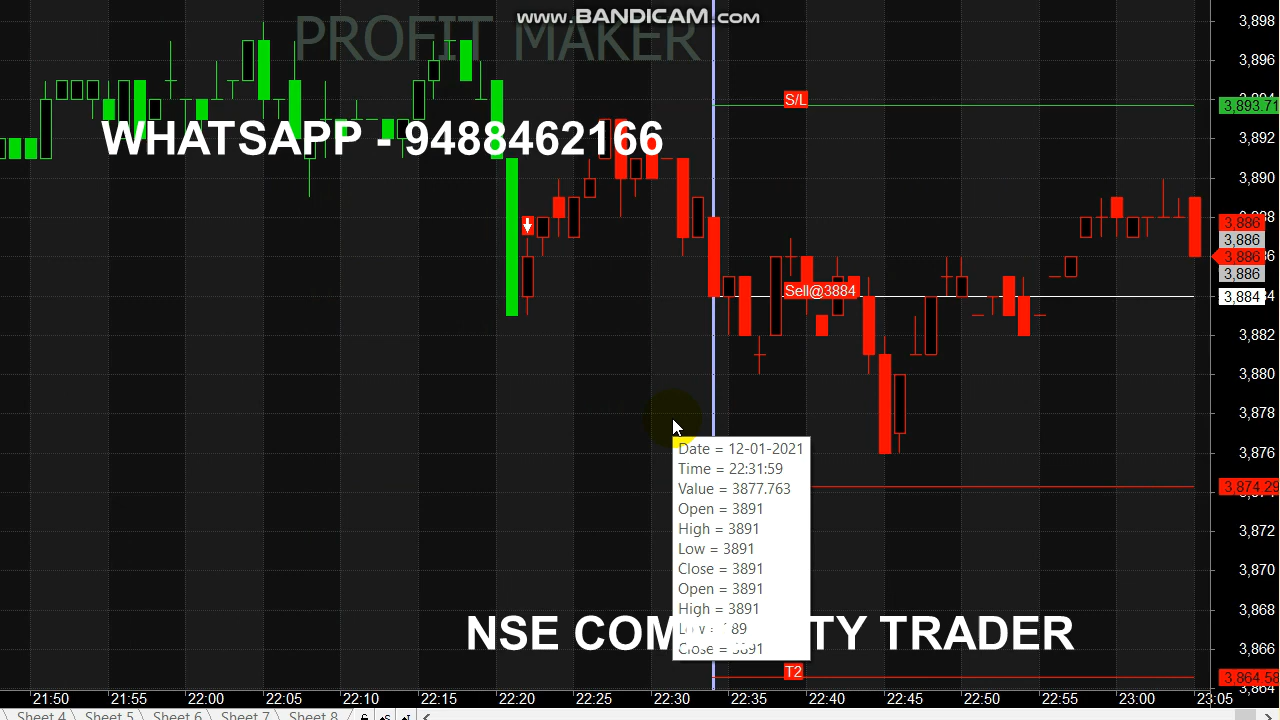 www.BANDICAM.com
PROFIT MAKER
WHATSAPP - 9488462166
S/L
Sell@3884
T2
3,898
3,896
3,893.71
3,892
3,890
3,886
3,886
3,886
3,886
3,884
3,882
3,880
3,878
3,876
3,874.29
3,872
3,870
3,868
3,866
3,864.58
Date = 12-01-2021
Time = 22:31:59
Value = 3877.763
Open = 3891
High = 3891
Low = 3891
Close = 3891
Open = 3891
High = 3891
Close = 3891
NSE COM TY TRADER
21:50 21:55 22:00 22:05 22:10 22:15 22:20 22:25 22:30 22:35 22:40 22:45 22:50 22:55 23:00 23:05
Sheet 4 Sheet 5 Sheet 6 Sheet 7 Sheet 8